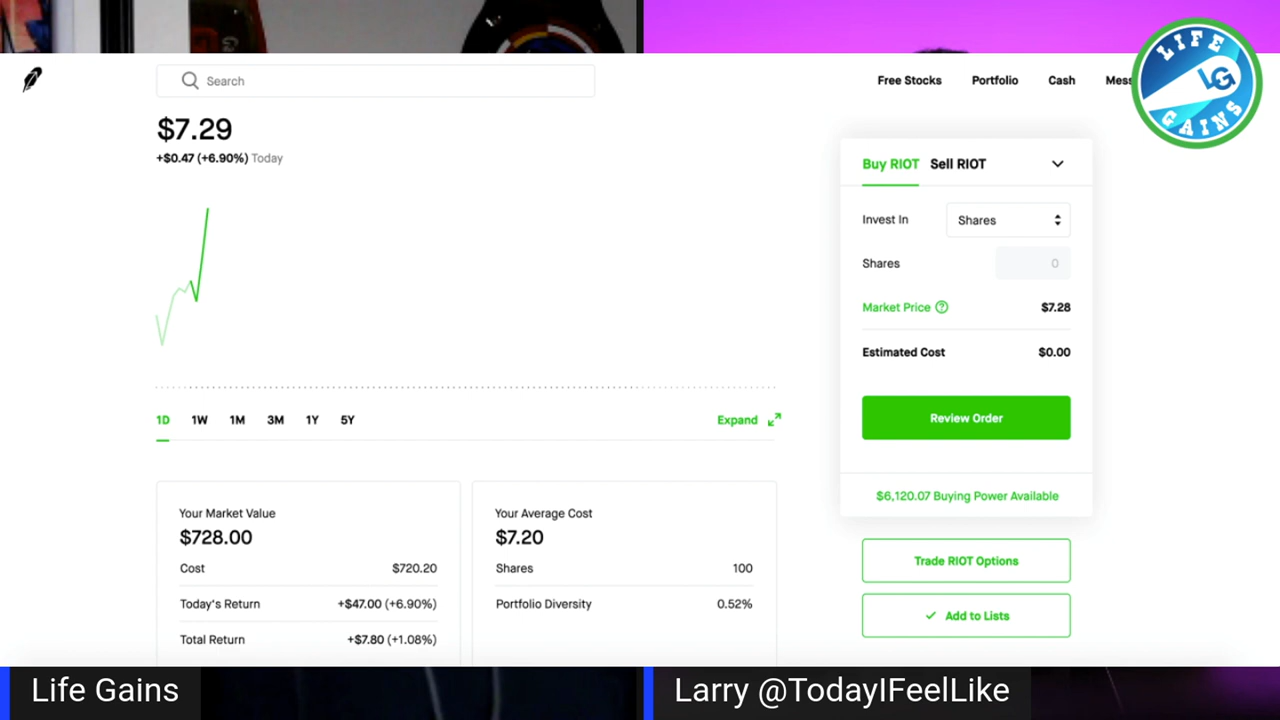 Search
Free Stocks Portfolio Cash Mess
LIFE
LG
GAINS
$7.29
+$0.47 (+6.90%) Today
Buy RIOT Sell RIOT
Invest In Shares
Shares 0
Market Price ? $7.28
Estimated Cost $0.00
Review Order
$6,120.07 Buying Power Available
Trade RIOT Options
Add to Lists
1D 1W 1M 3M 1Y 5Y Expand
Your Market Value
$728.00
Cost $720.20
Today's Return +$47.00 (+6.90%)
Total Return +$7.80 (+1.08%)
Your Average Cost
$7.20
Shares 100
Portfolio Diversity 0.52%
Life Gains
Larry @TodayIFeelLike